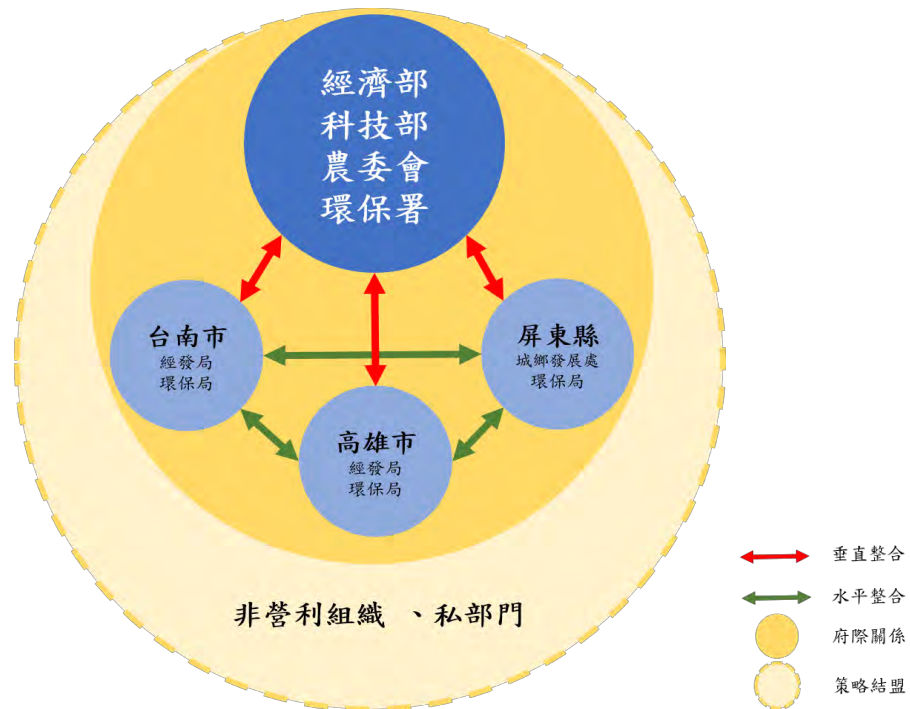 經濟部
科技部
農委會
環保署
台南市
經發局
環保局
屏東縣
城鄉發展處
環保局
高雄市
經發局
環保局
非營利組織 、私部門
垂直整合
水平整合
府際關係
策略結盟